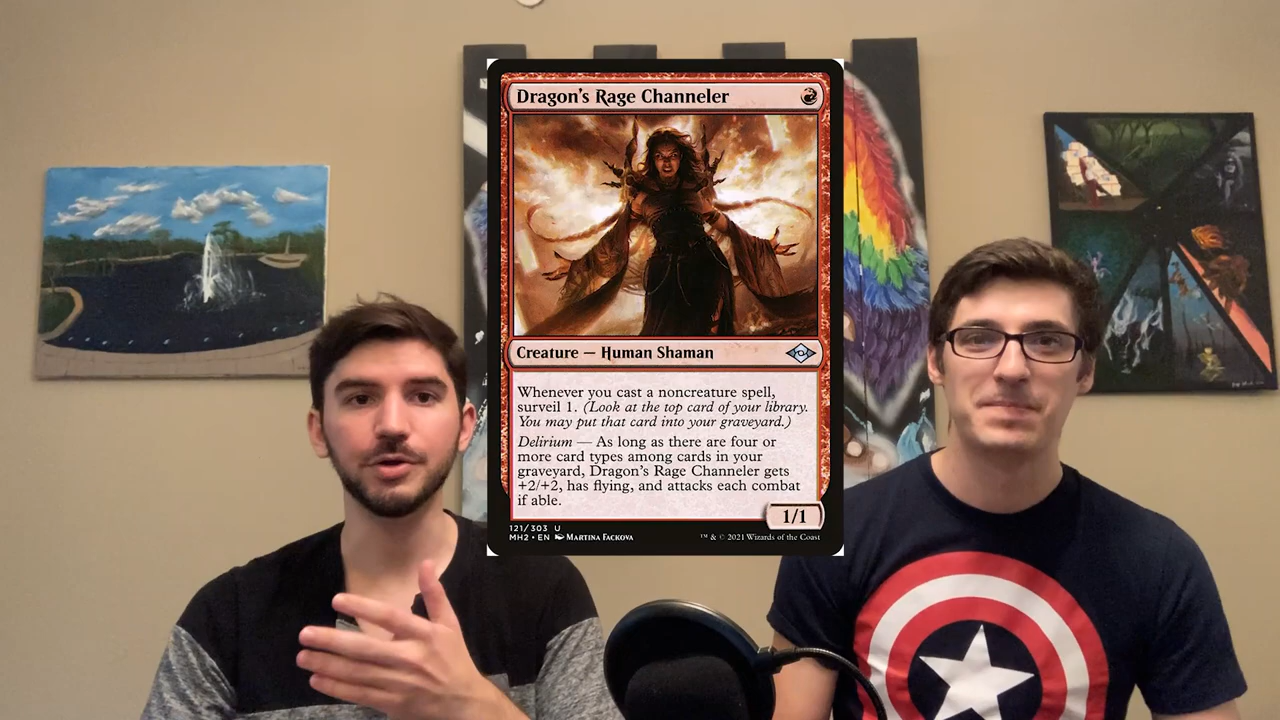 Dragon's Rage Channeler
Creature — Human Shaman
Whenever you cast a noncreature spell,
surveil 1. (Look at the top card of your library.
You may put that card into your graveyard.)
Delirium — As long as there are four or
more card types among cards in your
graveyard, Dragon's Rage Channeler gets
+2/+2, has flying, and attacks each combat
if able.
1/1
121/303 U
MH2 • EN Martina Fackova
™ & © 2021 Wizards of the Coast